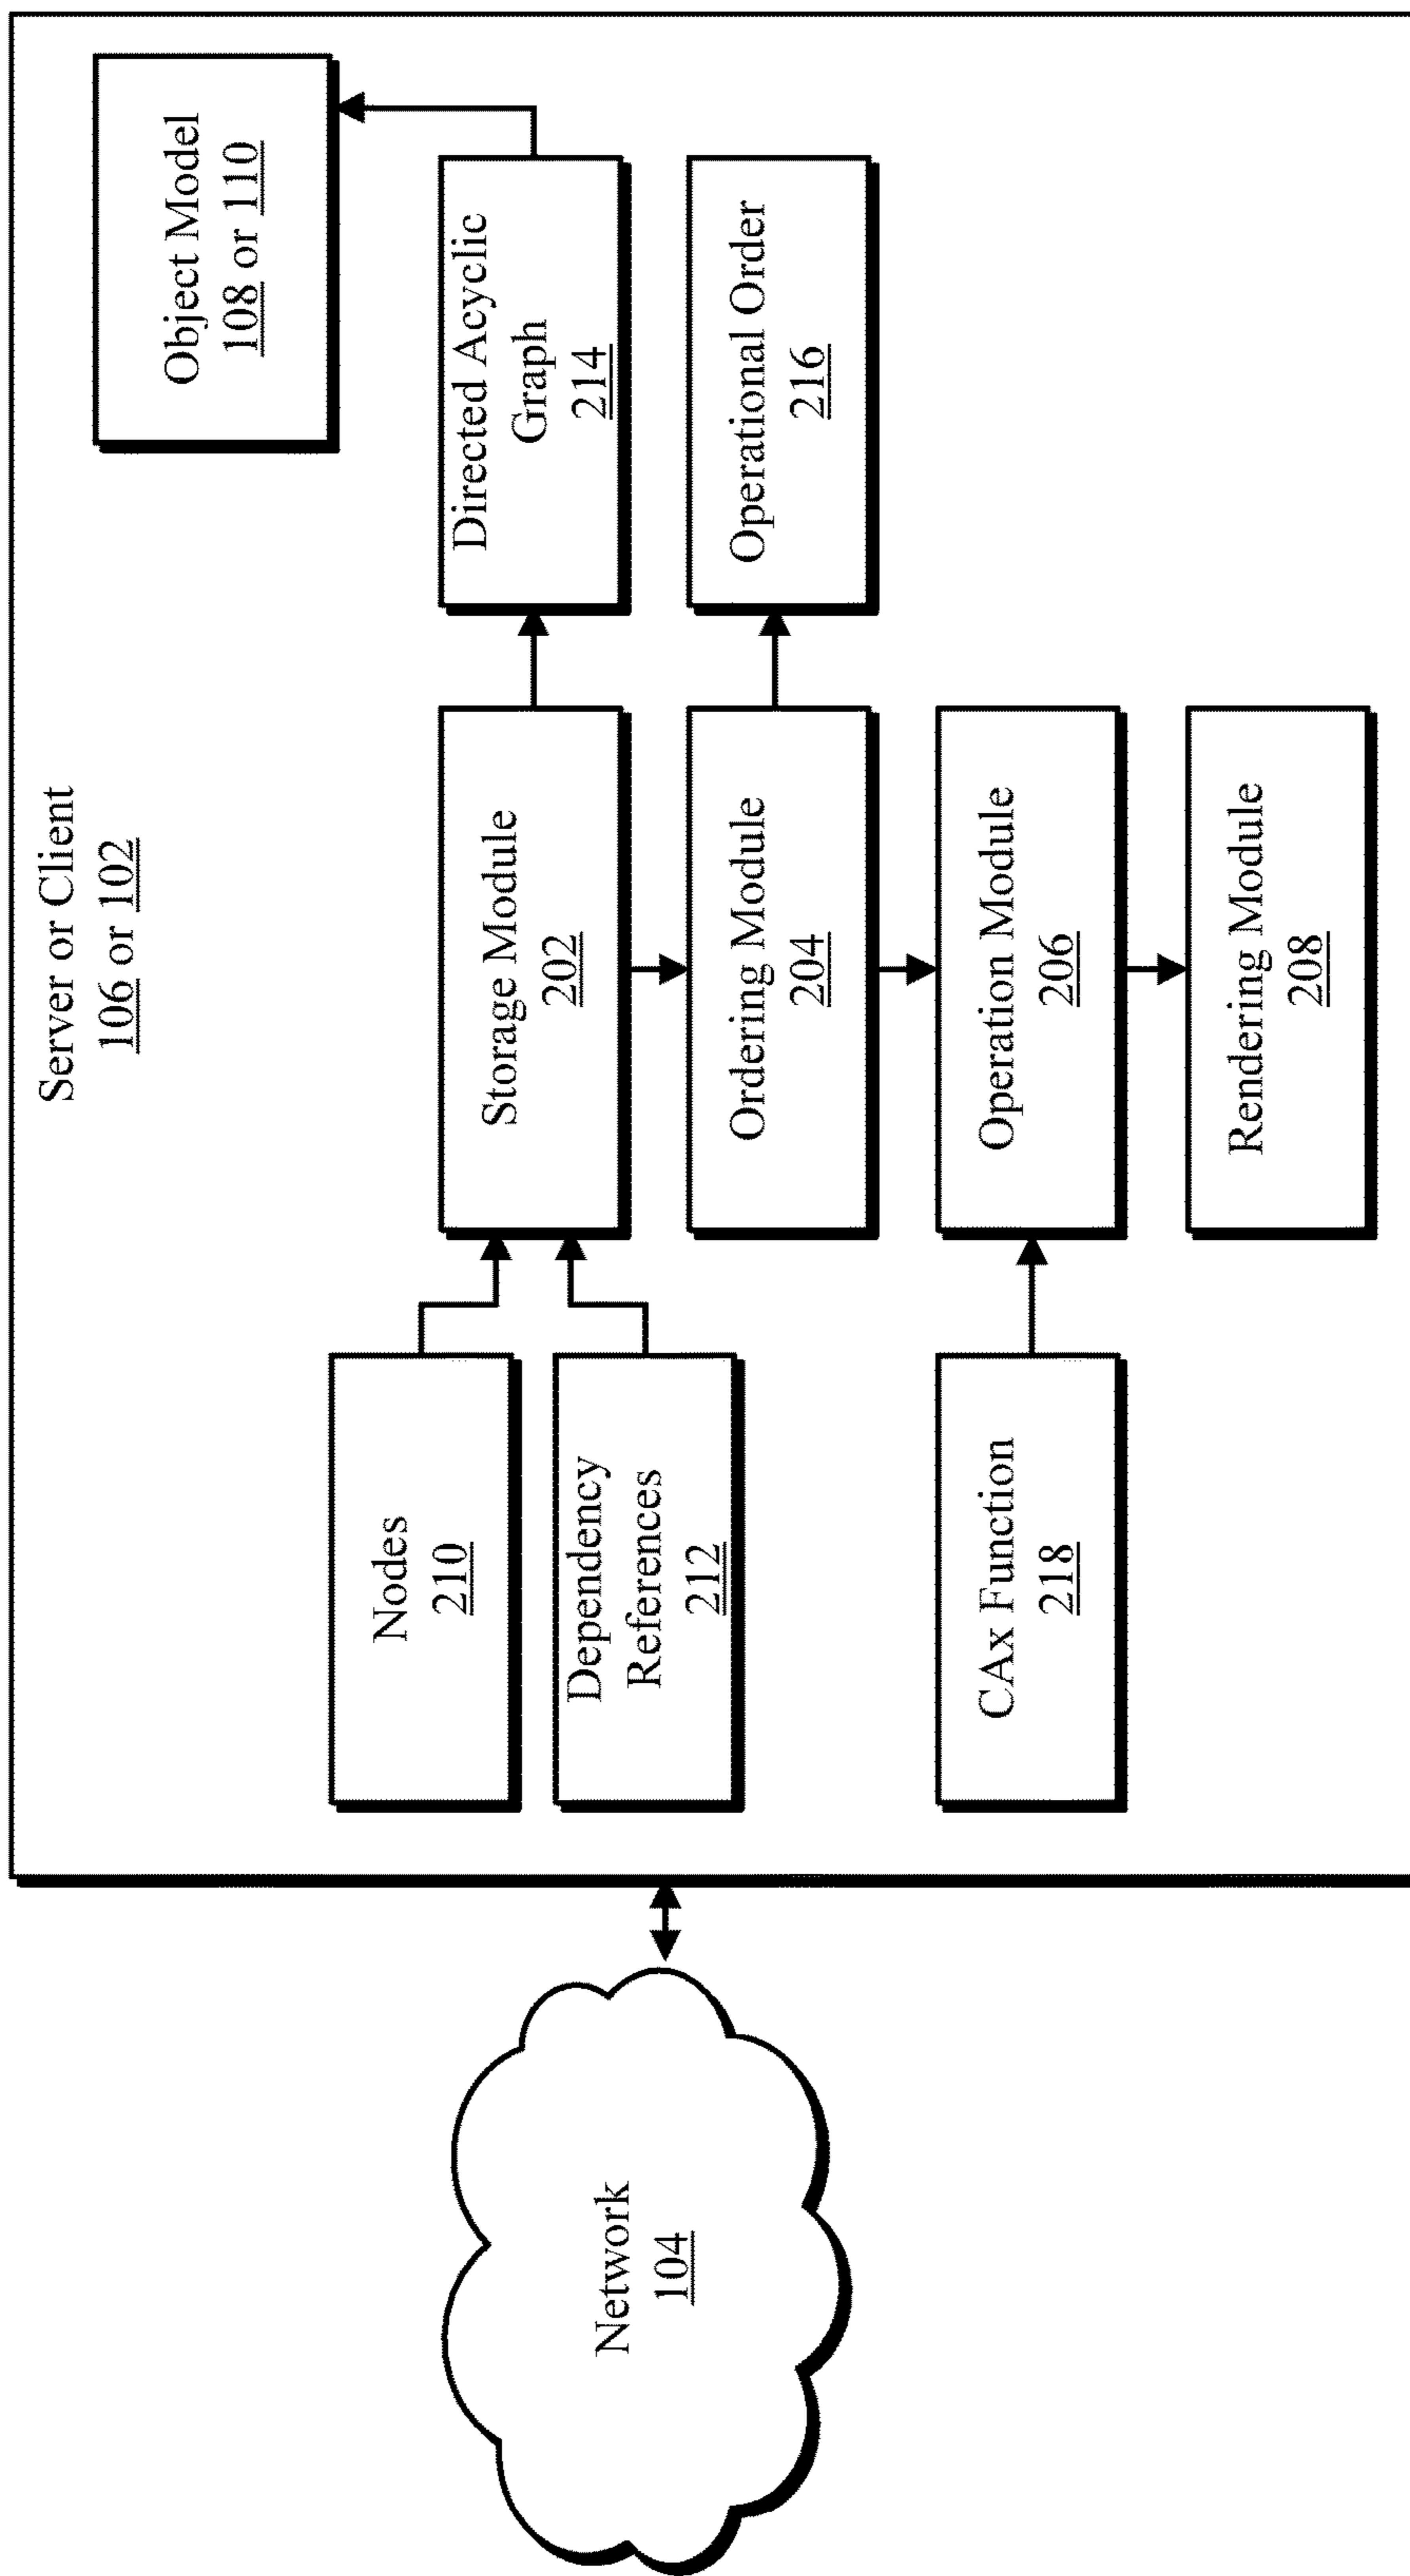 Server or Client
106 or 102
Object Model
108 or 110
Nodes
210
Dependency
References
212
Storage Module
202
Directed Acyclic
Graph
214
Network
104
Ordering Module
204
Operational Order
216
CAx Function
218
Operation Module
206
Rendering Module
208